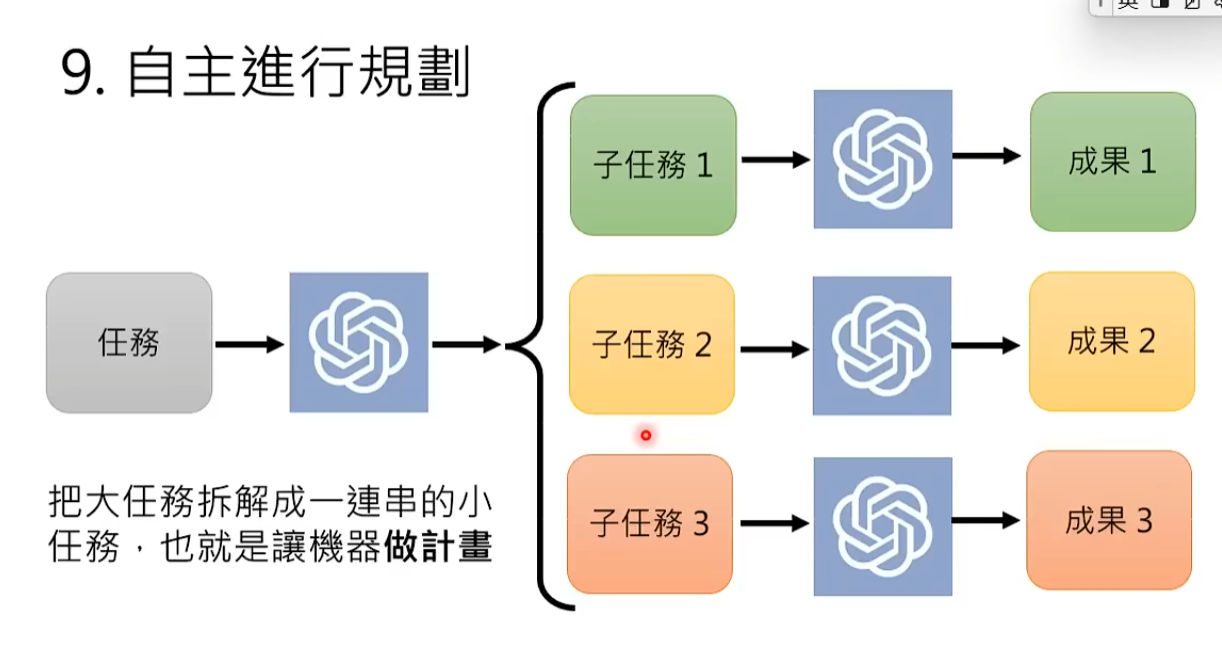 英
9. 自主進行規劃
子任務 1
成果 1
任務
子任務 2
成果 2
子任務 3
成果 3
把大任務拆解成一連串的小
任務，也就是讓機器做計畫